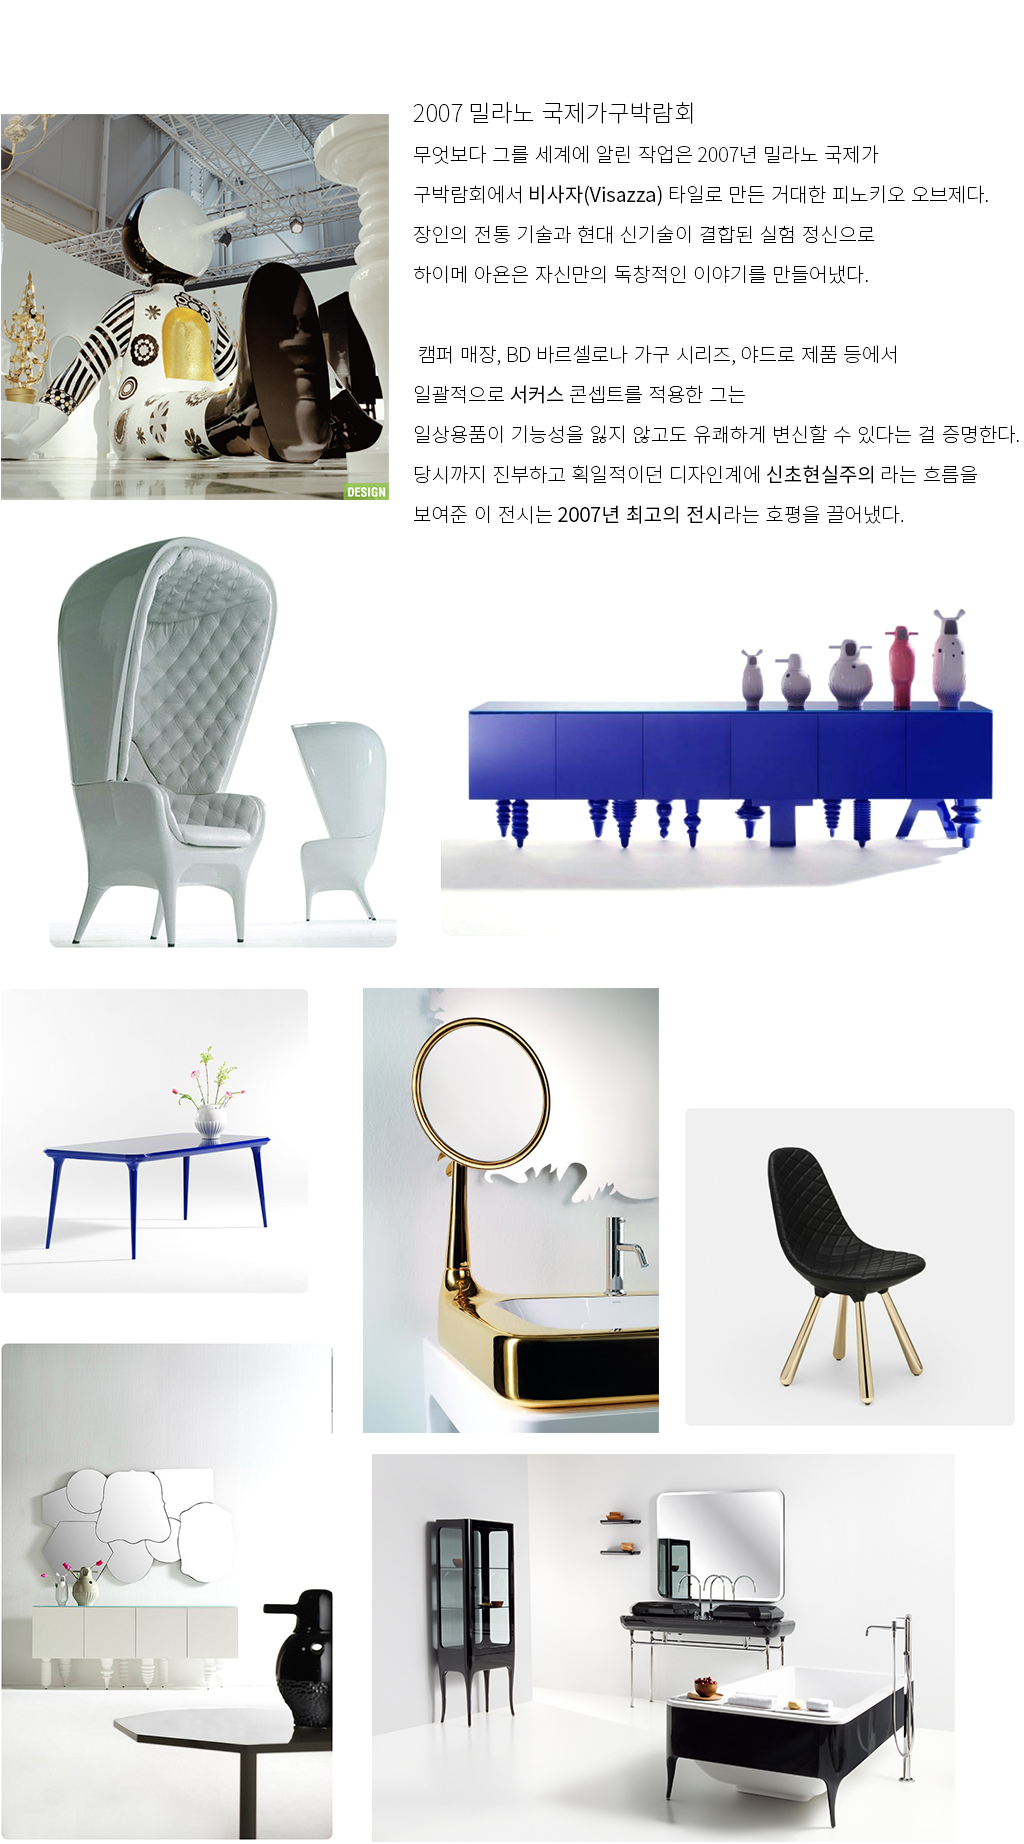 2007 밀라노 국제가구박람회
무엇보다 그를 세계에 알린 작업은 2007년 밀라노 국제가
구박람회에서 비사자(Visazza) 타일로 만든 거대한 피노키오 오브제다.
장인의 전통 기술과 현대 신기술이 결합된 실험 정신으로
하이메 아욘은 자신만의 독창적인 이야기를 만들어냈다.
캠퍼 매장, BD 바르셀로나 가구 시리즈, 야드로 제품 등에서
일괄적으로 서커스 콘셉트를 적용한 그는
일상용품이 기능성을 잃지 않고도 유쾌하게 변신할 수 있다는 걸 증명한다.
당시까지 진부하고 획일적이던 디자인계에 신초현실주의 라는 흐름을
보여준 이 전시는 2007년 최고의 전시라는 호평을 끌어냈다.
DESIGN